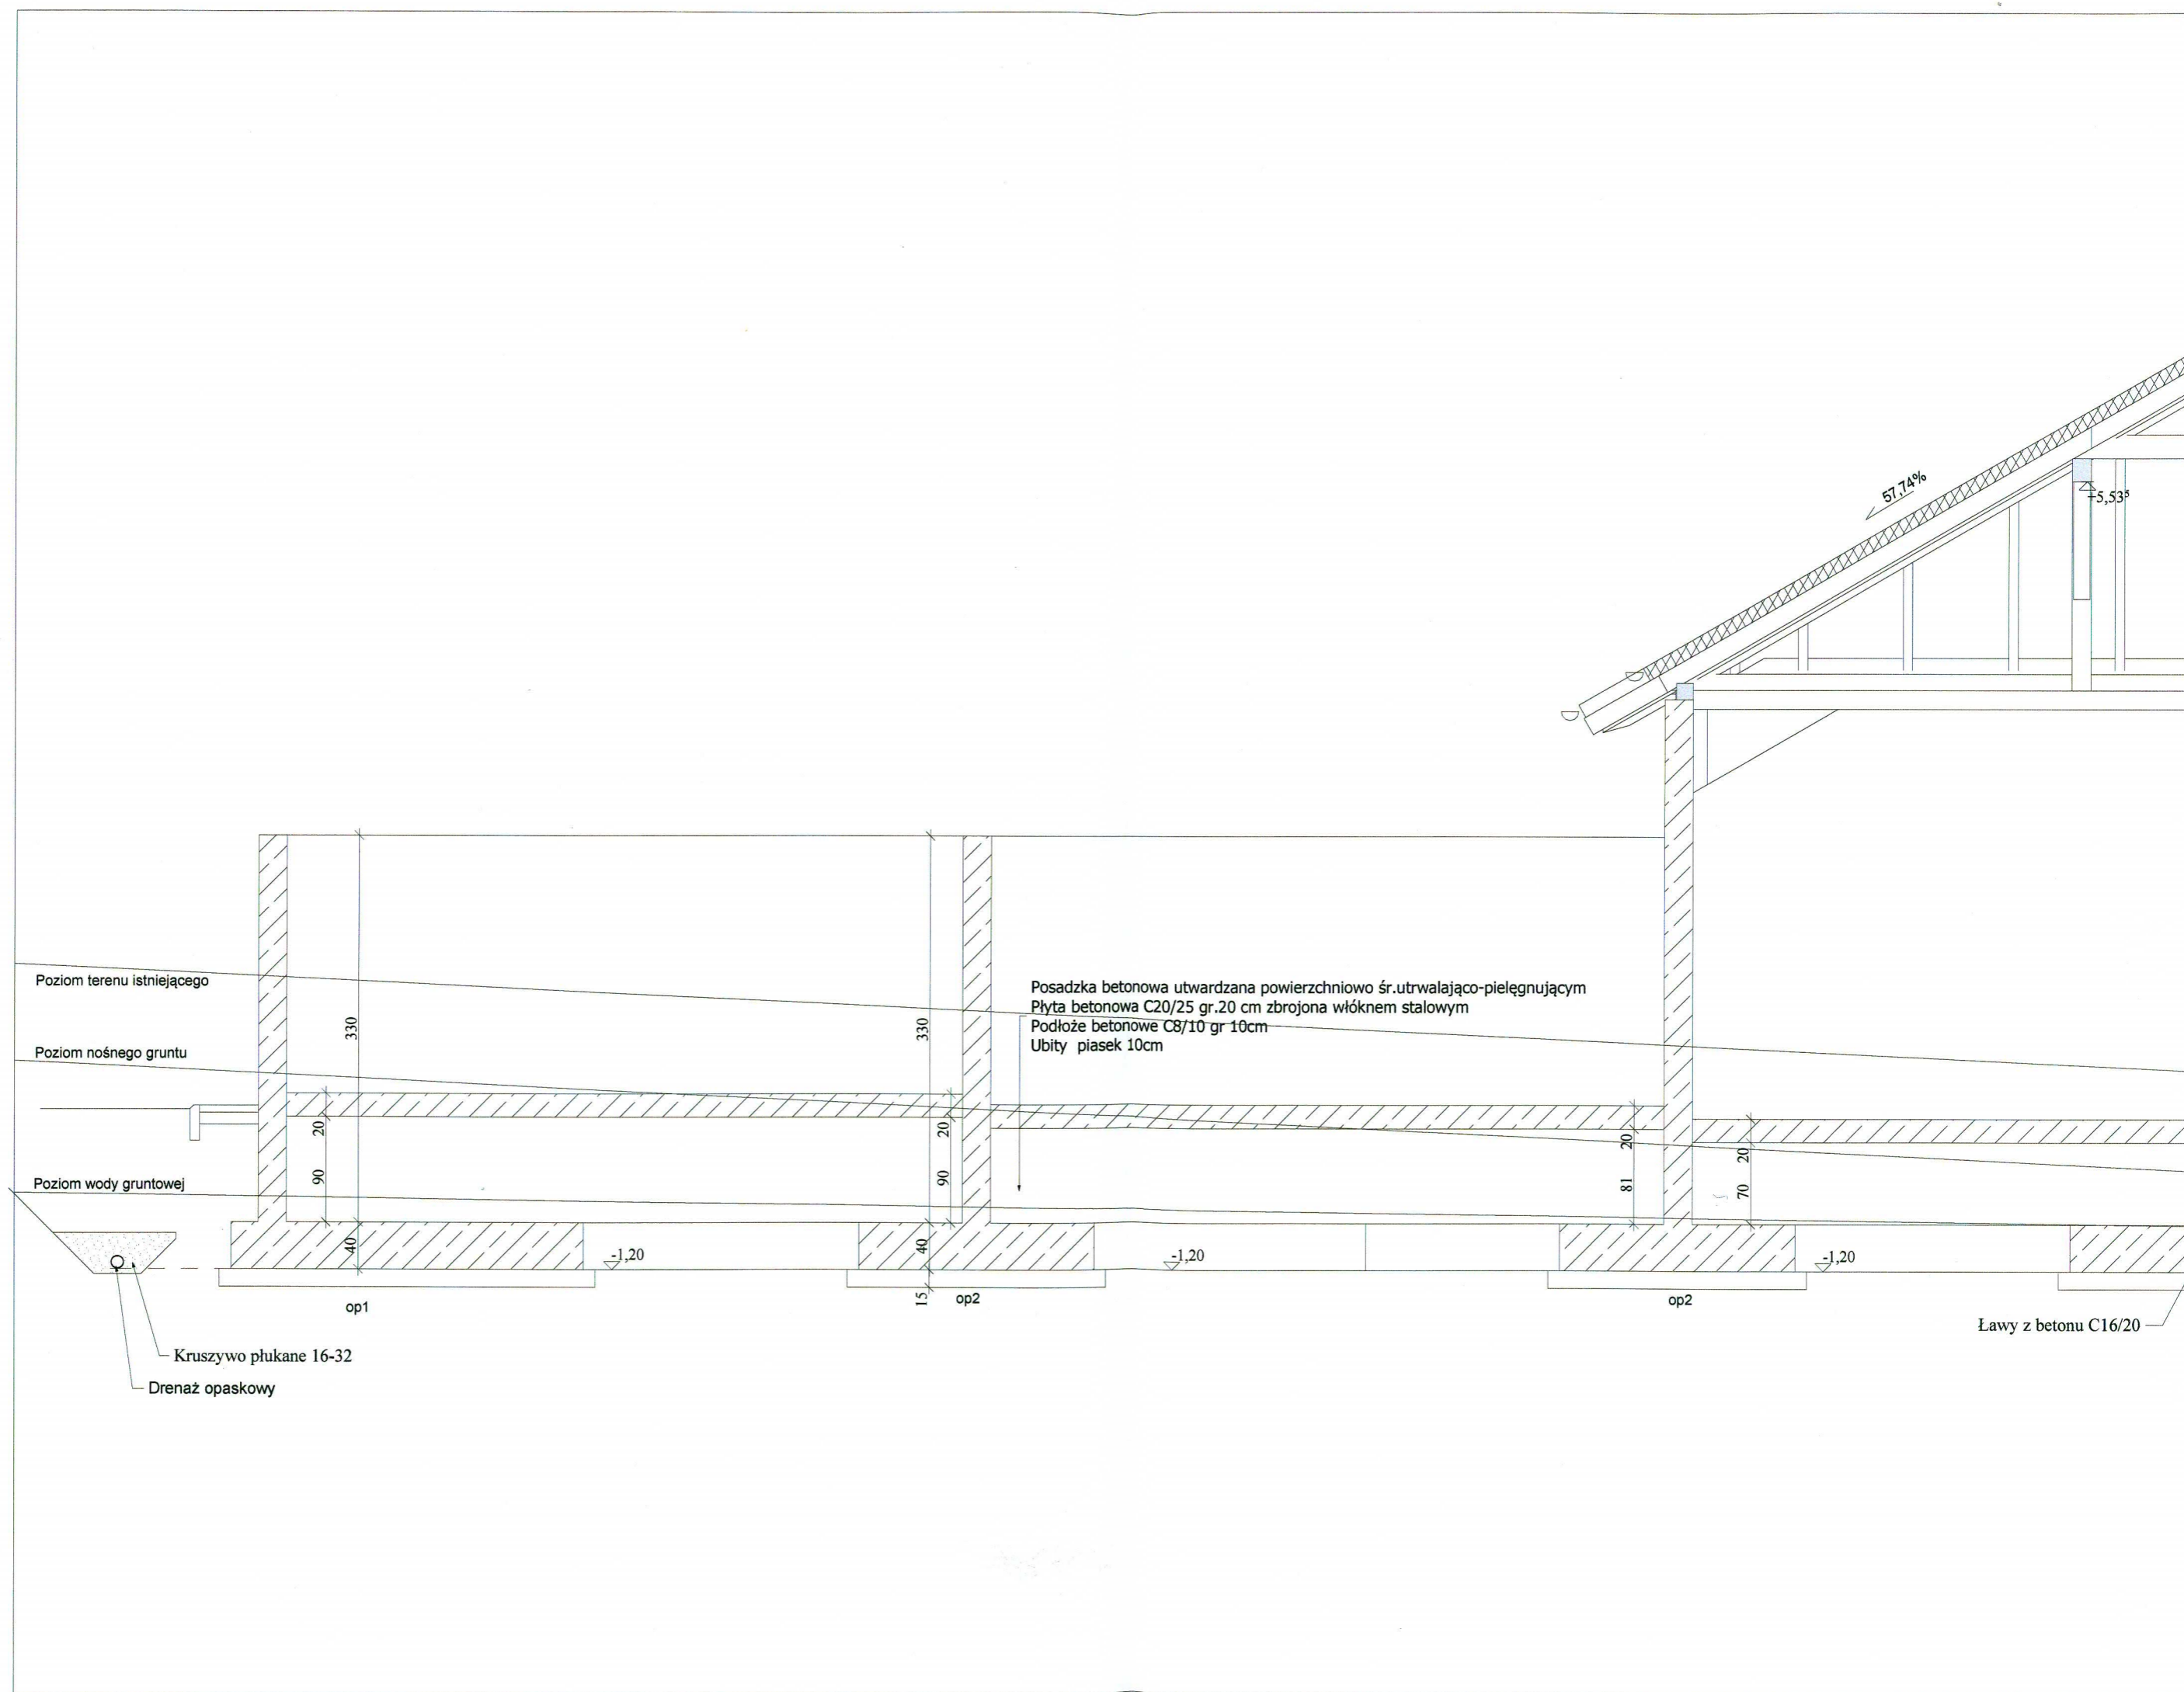 57,74%
+5,53⁵
Poziom terenu istniejącego
Posadzka betonowa utwardzana powierzchniowo śr.utrwalająco-pielęgnującym
Płyta betonowa C20/25 gr.20 cm zbrojona włóknem stalowym
Podłoże betonowe C8/10 gr 10cm
Ubity piasek 10cm
330
330
Poziom nośnego gruntu
20
20
20
20
90
90
81
70
Poziom wody gruntowej
40
40
-1,20
-1,20
-1,20
15
op1
op2
op2
Ławy z betonu C16/20
Kruszywo płukane 16-32
Drenaż opaskowy